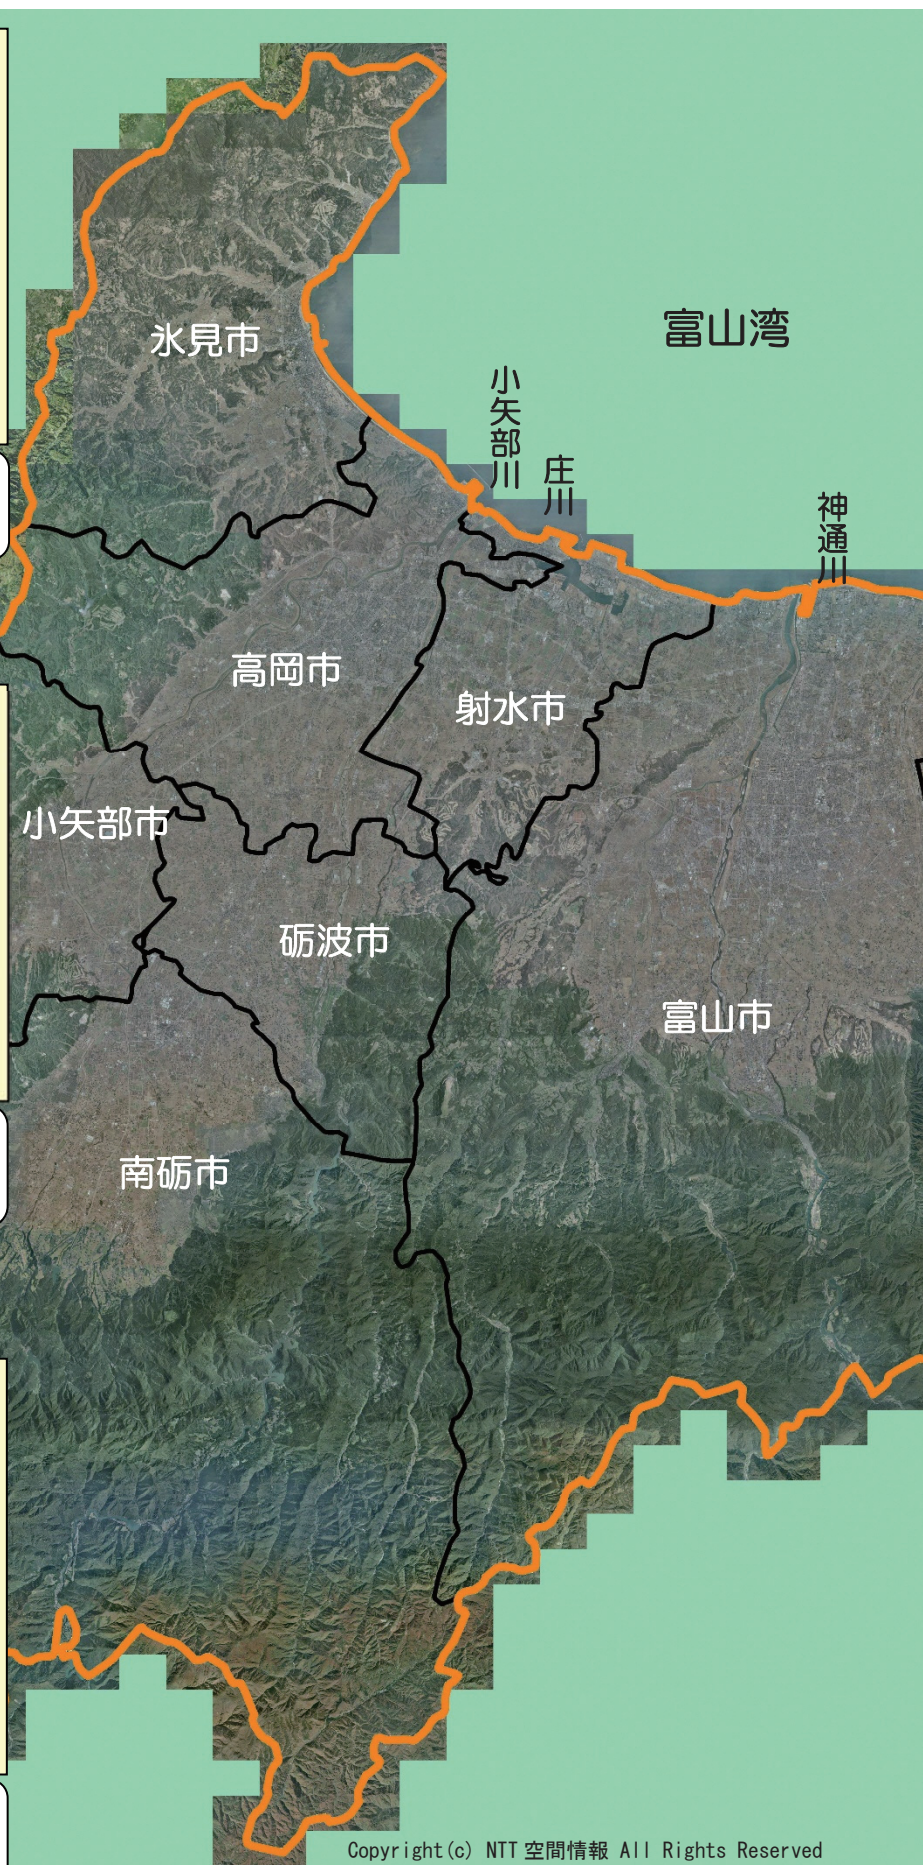 氷見市
富山湾
小矢部川
庄川
神通川
高岡市
射水市
小矢部市
砺波市
富山市
南砺市
Copyright(c) NTT空間情報 All Rights Reserved